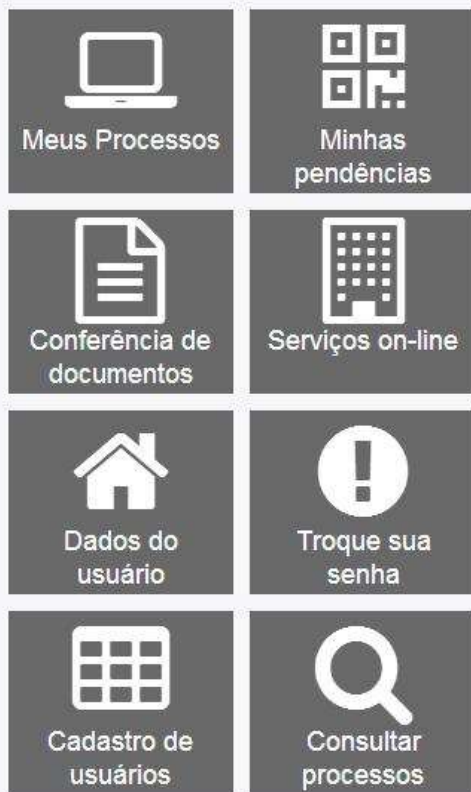 Meus Processos
Minhas
pendências
Conferência de
documentos
Serviços on-line
Dados do
usuário
Troque sua
senha
Cadastro de
usuários
Consultar
processos